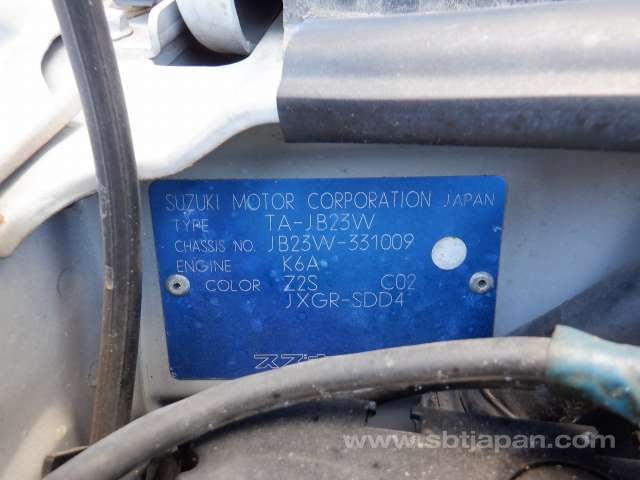 SUZUKI MOTOR CORPORATION JAPAN
TYPE TA-JB23W
CHASSIS NO. JB23W-331009
ENGINE K6A
COLOR Z2S C02
JXGR-SDD4
www.sbtjapan.com